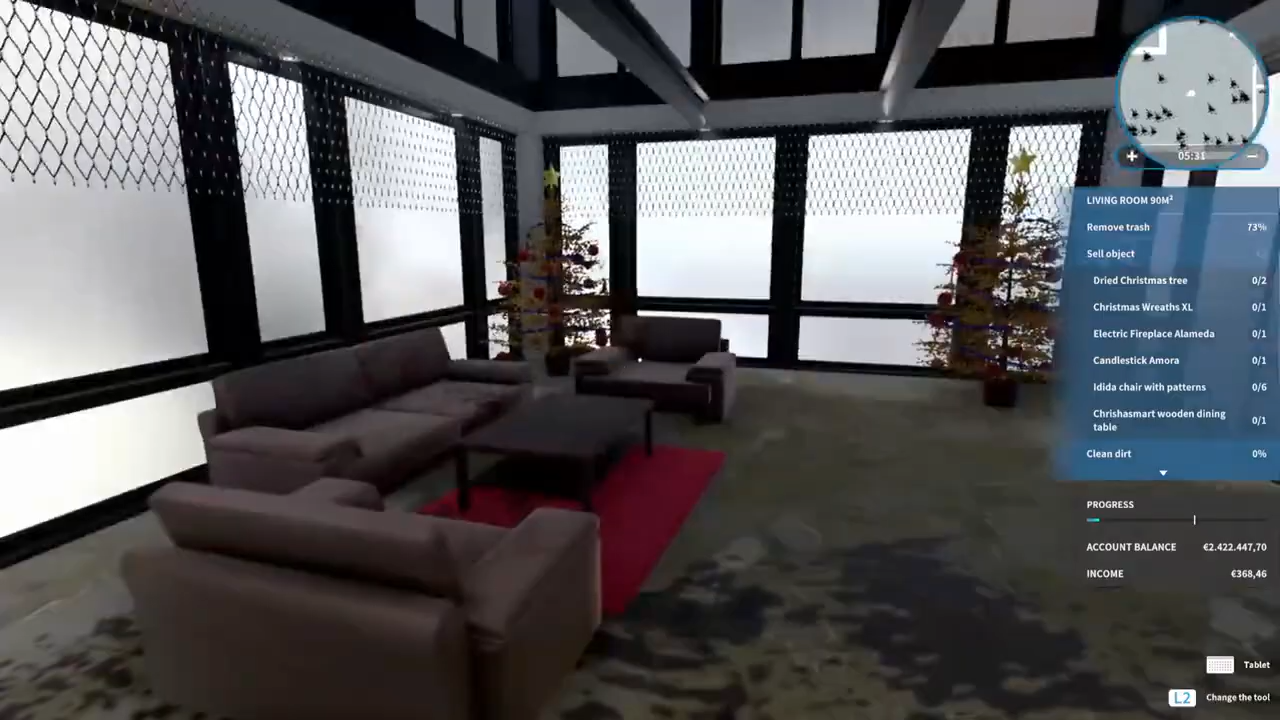 05:31
LIVING ROOM 90M²
Remove trash 73%
Sell object
Dried Christmas tree 0/2
Christmas Wreaths XL 0/1
Electric Fireplace Alameda 0/1
Candlestick Amora 0/1
Idida chair with patterns 0/6
Chrishasmart wooden dining
table 0/1
Clean dirt 0%
PROGRESS
ACCOUNT BALANCE €2.422.447,70
INCOME €368,46
Tablet
L2 Change the tool